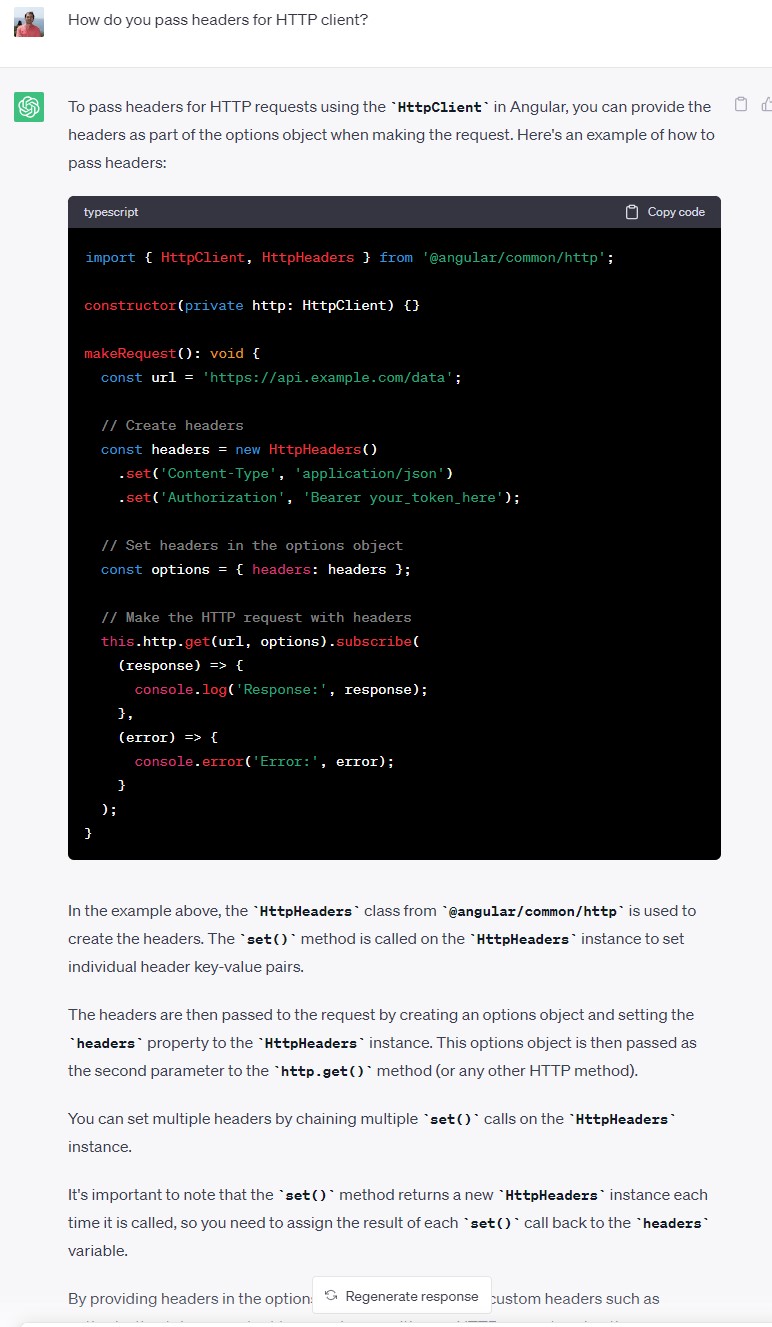 How do you pass headers for HTTP client?
To pass headers for HTTP requests using the `HttpClient` in Angular, you can provide the
headers as part of the options object when making the request. Here's an example of how to
pass headers:
typescript
Copy code
import { HttpClient, HttpHeaders } from '@angular/common/http';
constructor(private http: HttpClient) {}
makeRequest(): void {
const url = 'https://api.example.com/data';
// Create headers
const headers = new HttpHeaders()
.set('Content-Type', 'application/json')
.set('Authorization', 'Bearer your_token_here');
// Set headers in the options object
const options = { headers: headers };
// Make the HTTP request with headers
this.http.get(url, options).subscribe(
(response) => {
console.log('Response:', response);
},
(error) => {
console.error('Error:', error);
}
);
}
In the example above, the `HttpHeaders` class from `@angular/common/http` is used to
create the headers. The `set()` method is called on the `HttpHeaders` instance to set
individual header key-value pairs.
The headers are then passed to the request by creating an options object and setting the
`headers` property to the `HttpHeaders` instance. This options object is then passed as
the second parameter to the `http.get()` method (or any other HTTP method).
You can set multiple headers by chaining multiple `set()` calls on the `HttpHeaders`
instance.
It's important to note that the `set()` method returns a new `HttpHeaders` instance each
time it is called, so you need to assign the result of each `set()` call back to the `headers`
variable.
By providing headers in the option custom headers such as
Regenerate response